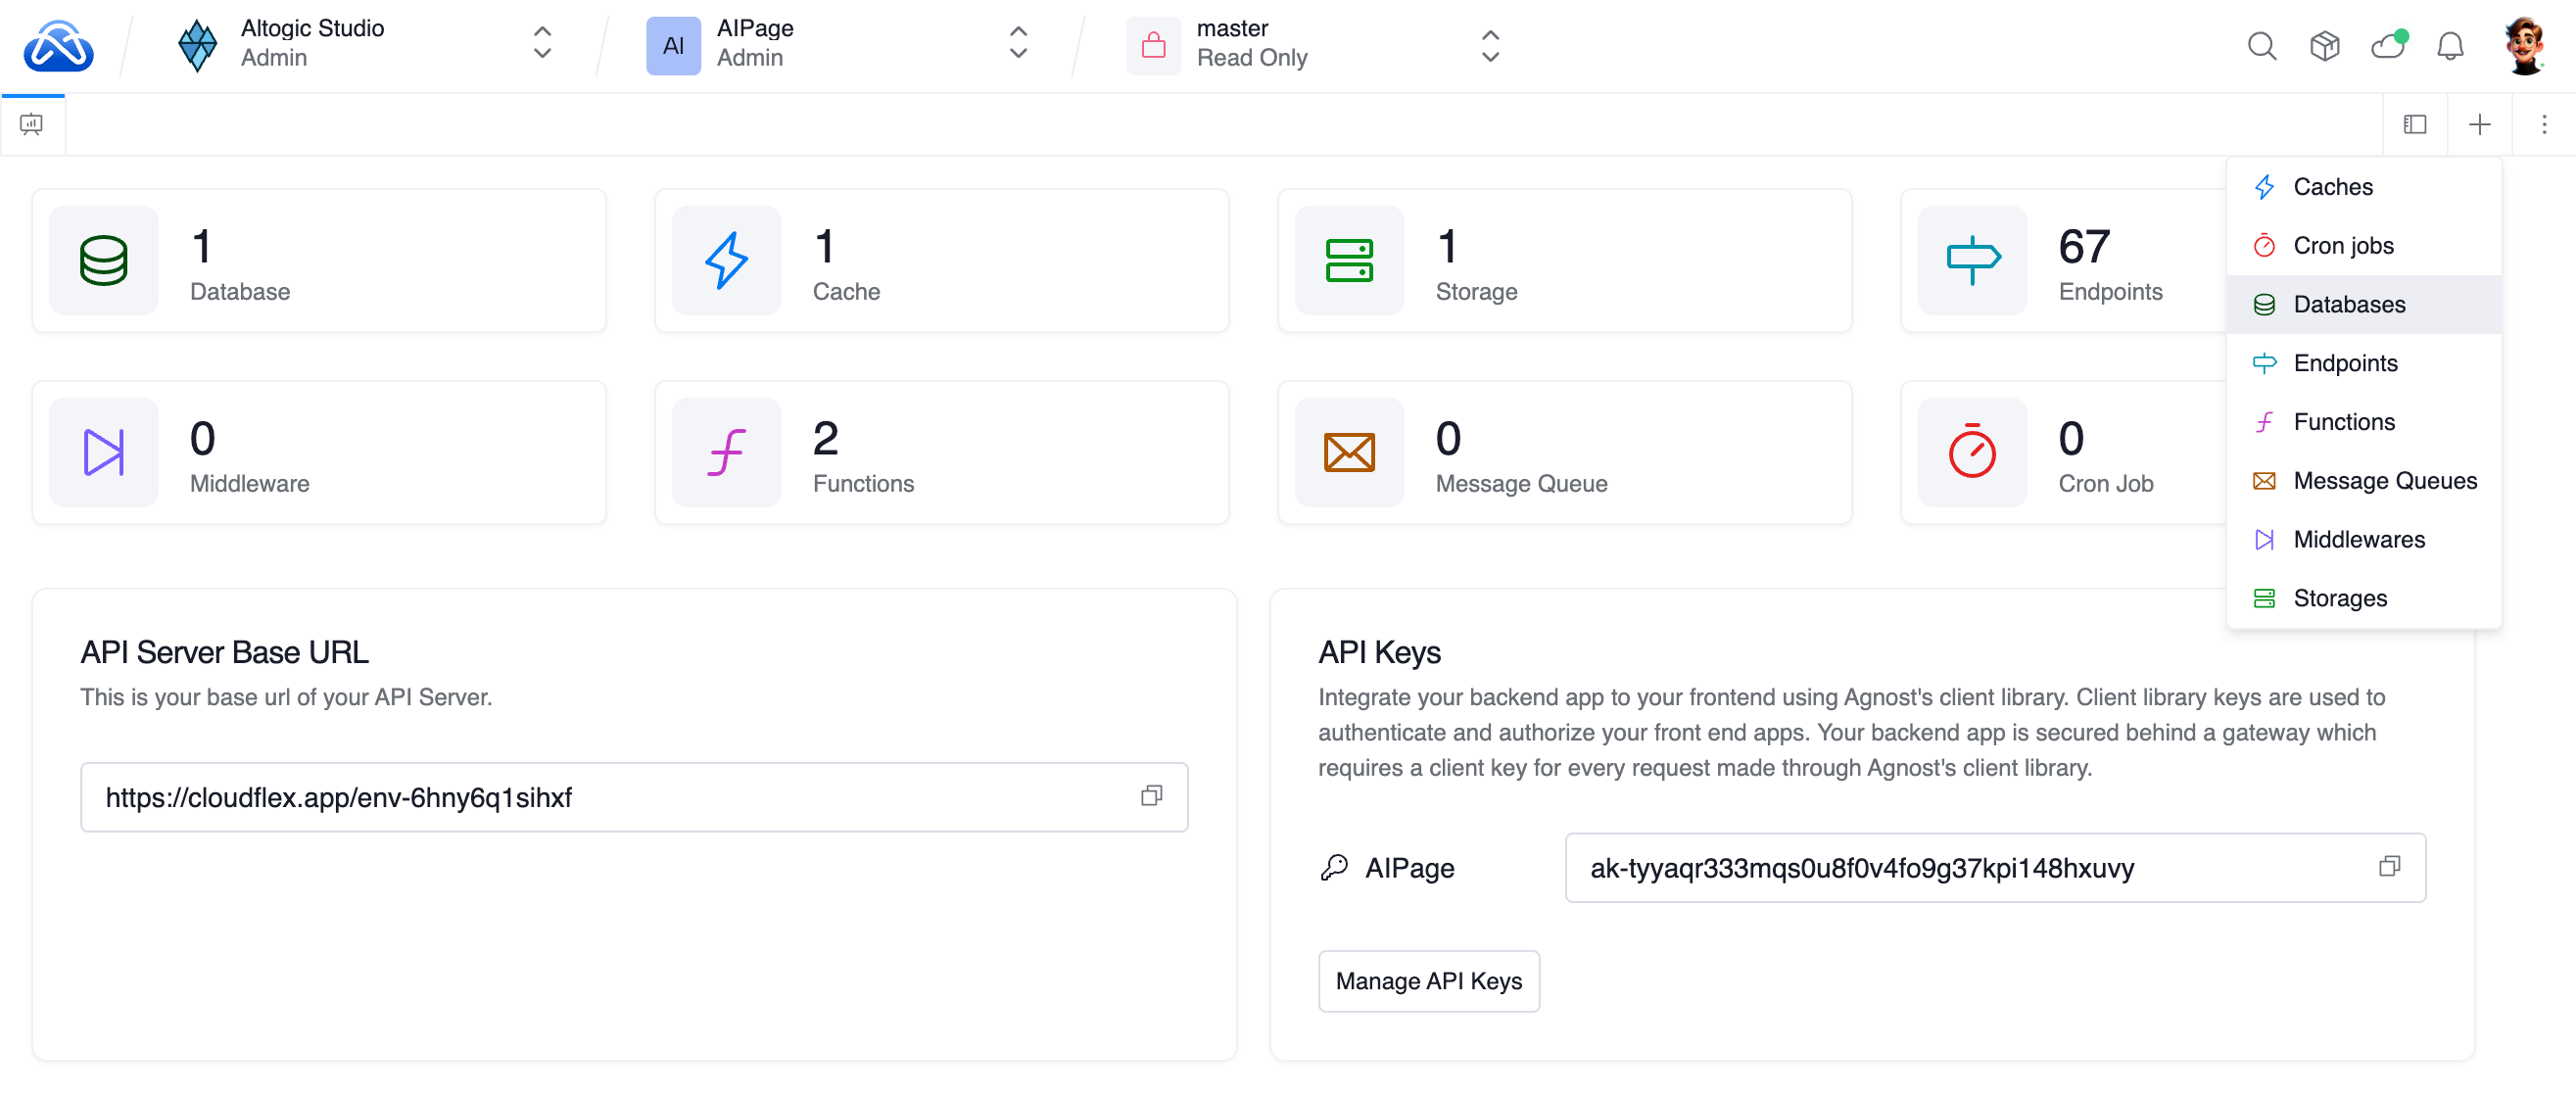 Altogic Studio
Admin
AI
AIPage
Admin
master
Read Only
1
Database
1
Cache
1
Storage
67
Endpoints
0
Middleware
2
Functions
0
Message Queue
0
Cron Job
Caches
Cron jobs
Databases
Endpoints
Functions
Message Queues
Middlewares
Storages
API Server Base URL
This is your base url of your API Server.
https://cloudflex.app/env-6hny6q1sihxf
API Keys
Integrate your backend app to your frontend using Agnost's client library. Client library keys are used to
authenticate and authorize your front end apps. Your backend app is secured behind a gateway which
requires a client key for every request made through Agnost's client library.
AIPage
ak-tyyaqr333mqs0u8f0v4fo9g37kpi148hxuvy
Manage API Keys